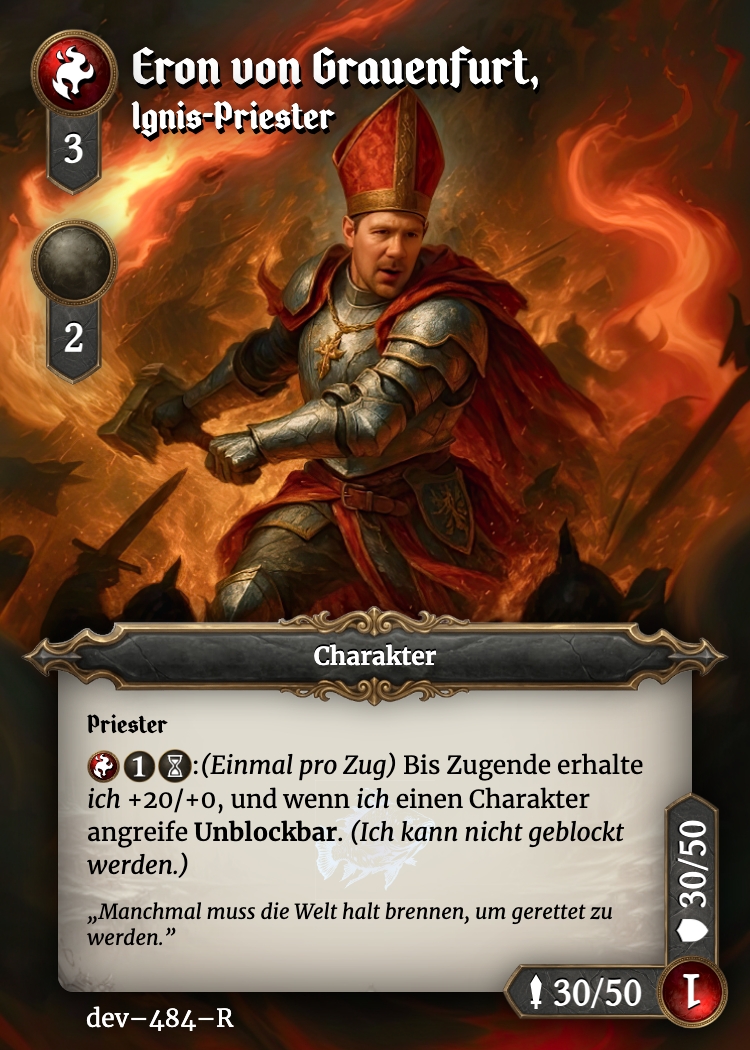 Eron von Grauenfurt,
Ignis-Priester
3
2
Charakter
Priester
1 :(Einmal pro Zug) Bis Zugende erhalte
ich +20/+0, und wenn ich einen Charakter
angreife Unblockbar. (Ich kann nicht geblockt
werden.)
„Manchmal muss die Welt halt brennen, um gerettet zu
werden.”
30/50
30/50
1
dev–484–R